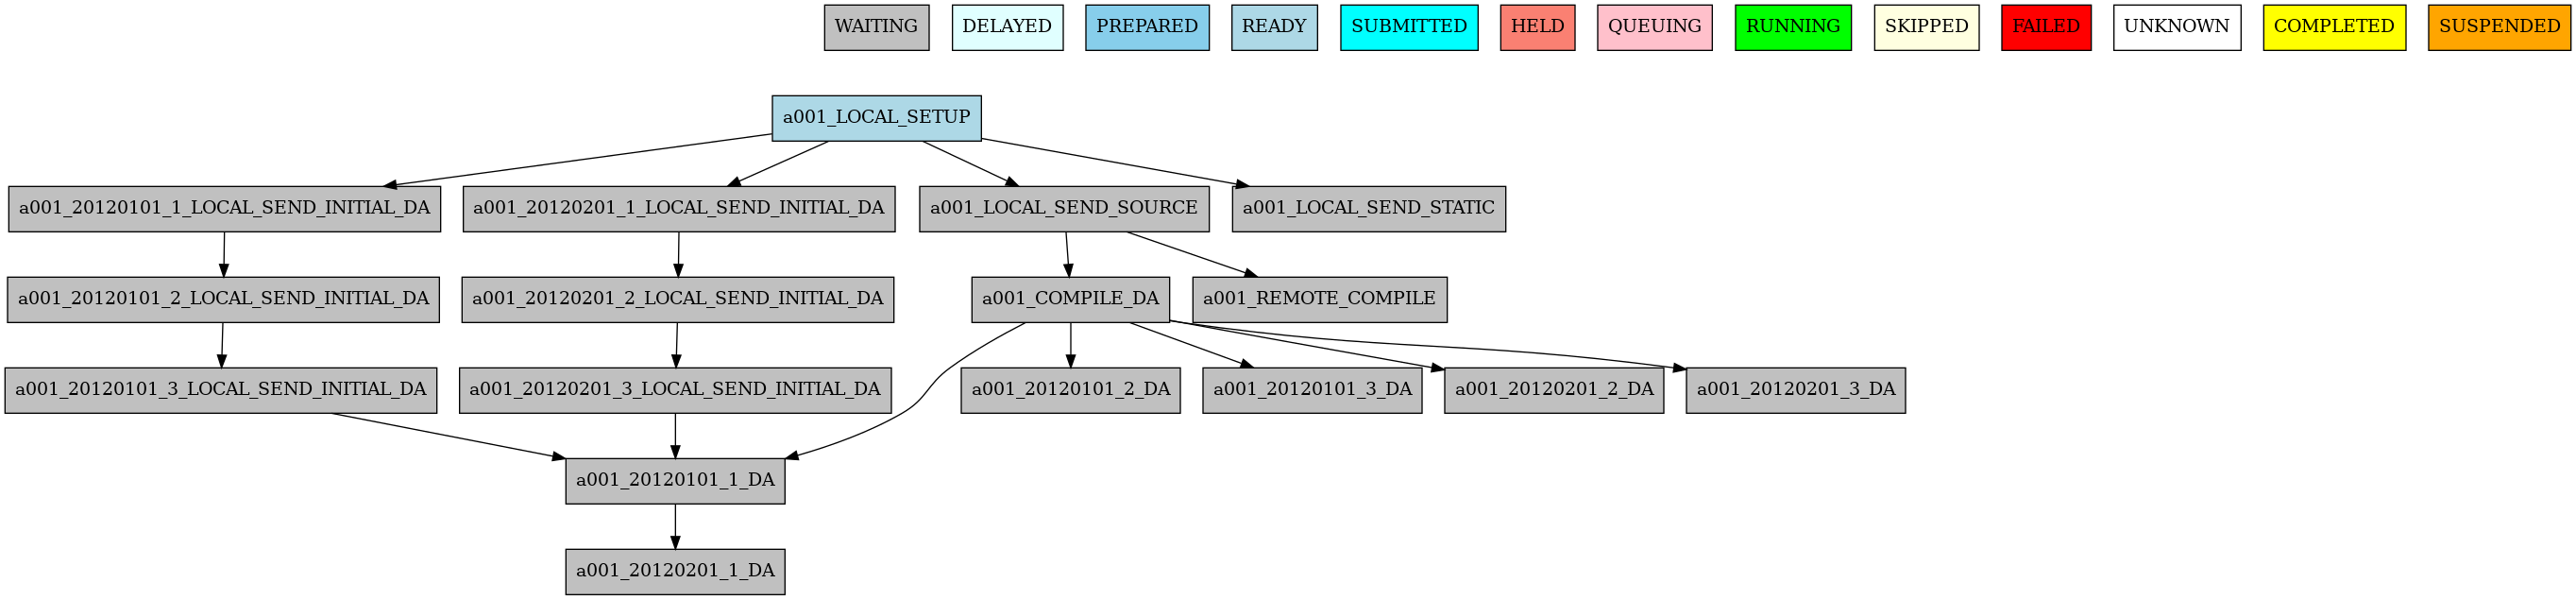 WAITING
DELAYED
PREPARED
READY
SUBMITTED
HELD
QUEUING
RUNNING
SKIPPED
FAILED
UNKNOWN
COMPLETED
SUSPENDED
a001_LOCAL_SETUP
a001_20120101_1_LOCAL_SEND_INITIAL_DA
a001_20120201_1_LOCAL_SEND_INITIAL_DA
a001_LOCAL_SEND_SOURCE
a001_LOCAL_SEND_STATIC
a001_20120101_2_LOCAL_SEND_INITIAL_DA
a001_20120201_2_LOCAL_SEND_INITIAL_DA
a001_COMPILE_DA
a001_REMOTE_COMPILE
a001_20120101_3_LOCAL_SEND_INITIAL_DA
a001_20120201_3_LOCAL_SEND_INITIAL_DA
a001_20120101_2_DA
a001_20120101_3_DA
a001_20120201_2_DA
a001_20120201_3_DA
a001_20120101_1_DA
a001_20120201_1_DA